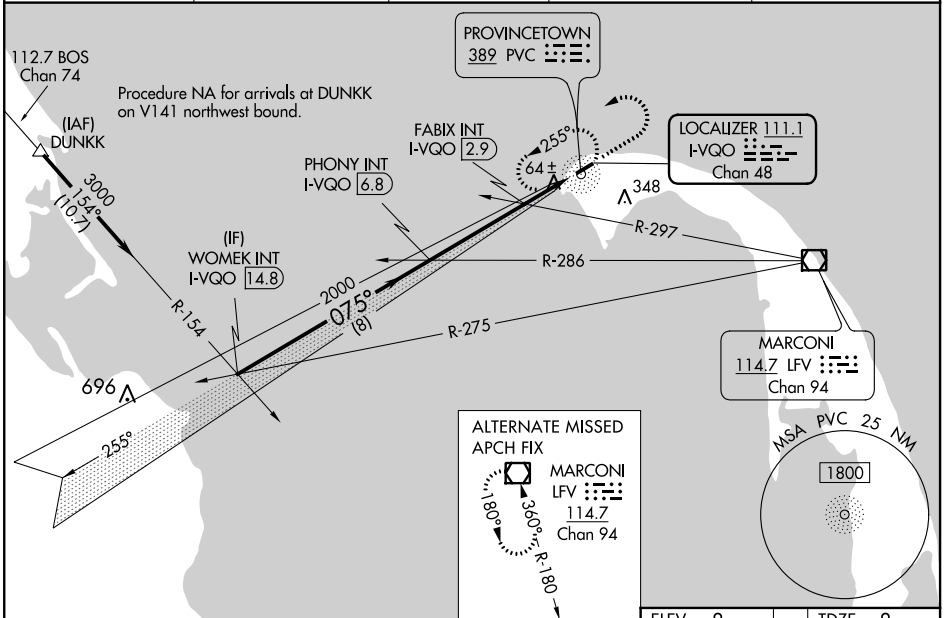 112.7 BOS
Chan 74
Procedure NA for arrivals at DUNKK
on V141 northwest bound.
(IAF)
DUNKK
3000
154°
(10.7)
R-154
PROVINCETOWN
389 PVC
255°
64 ±
LOCALIZER 111.1
I-VQO
Chan 48
348
FABIX INT
I-VQO 2.9
PHONY INT
I-VQO 6.8
(IF)
WOMEK INT
I-VQO 14.8
2000
075°
(8)
R-297
R-286
R-275
MARCONI
114.7 LFV
Chan 94
696
255°
ALTERNATE MISSED
APCH FIX
MARCONI
LFV
114.7
Chan 94
180°
360°
R-180
MSA PVC 25 NM
1800
ELEV 9
TDZE 9